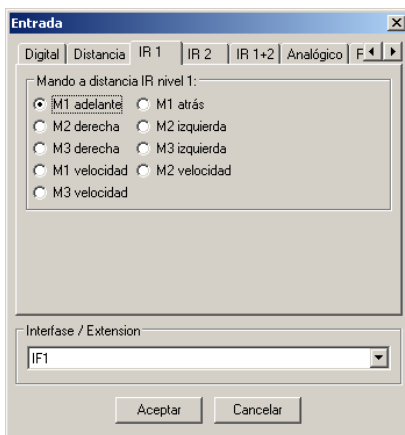 Entrada
Digital Distancia IR 1 IR 2 IR 1+2 Analógico F
Mando a distancia IR nivel 1:
M1 adelante M1 atrás
M2 derecha M2 izquierda
M3 derecha M3 izquierda
M1 velocidad M2 velocidad
M3 velocidad
Interfase / Extension
IF1
Aceptar Cancelar